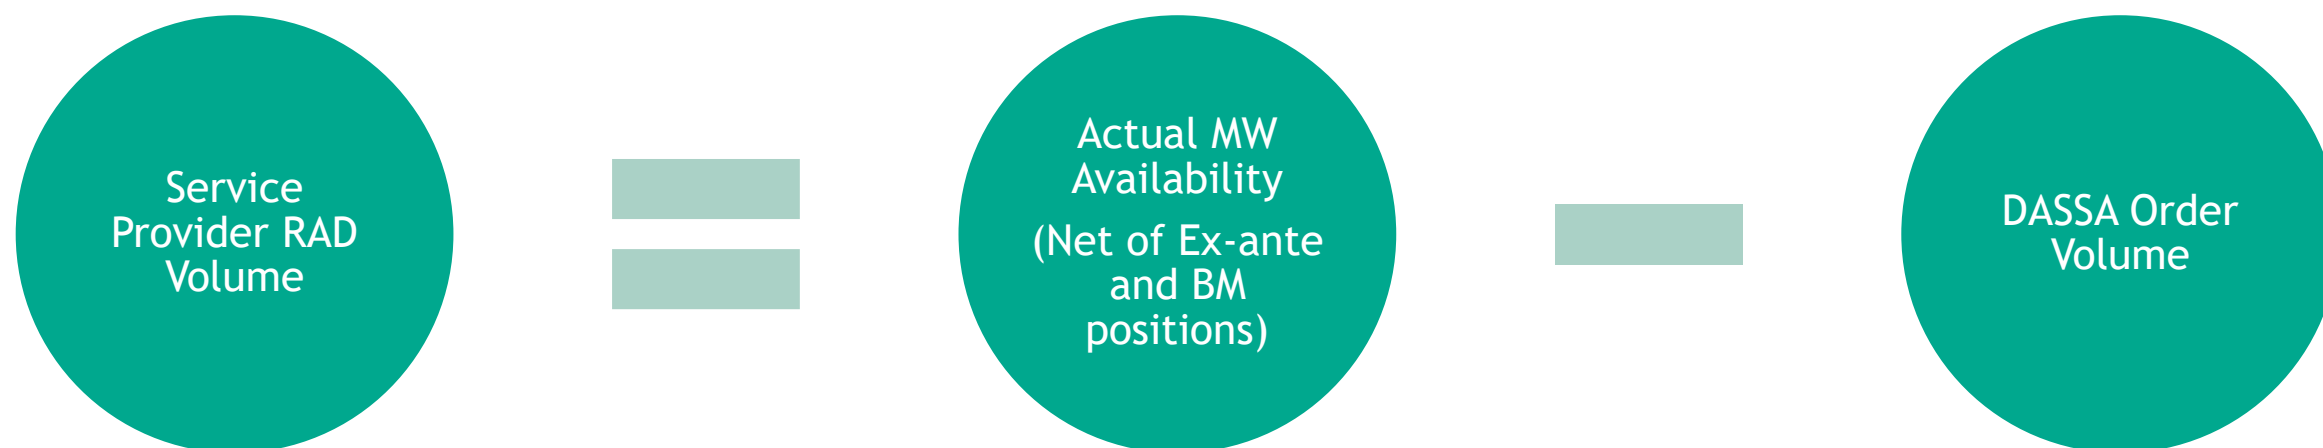 Service
Provider RAD
Volume
Actual MW
Availability
(Net of Ex-ante
and BM
positions)
DASSA Order
Volume